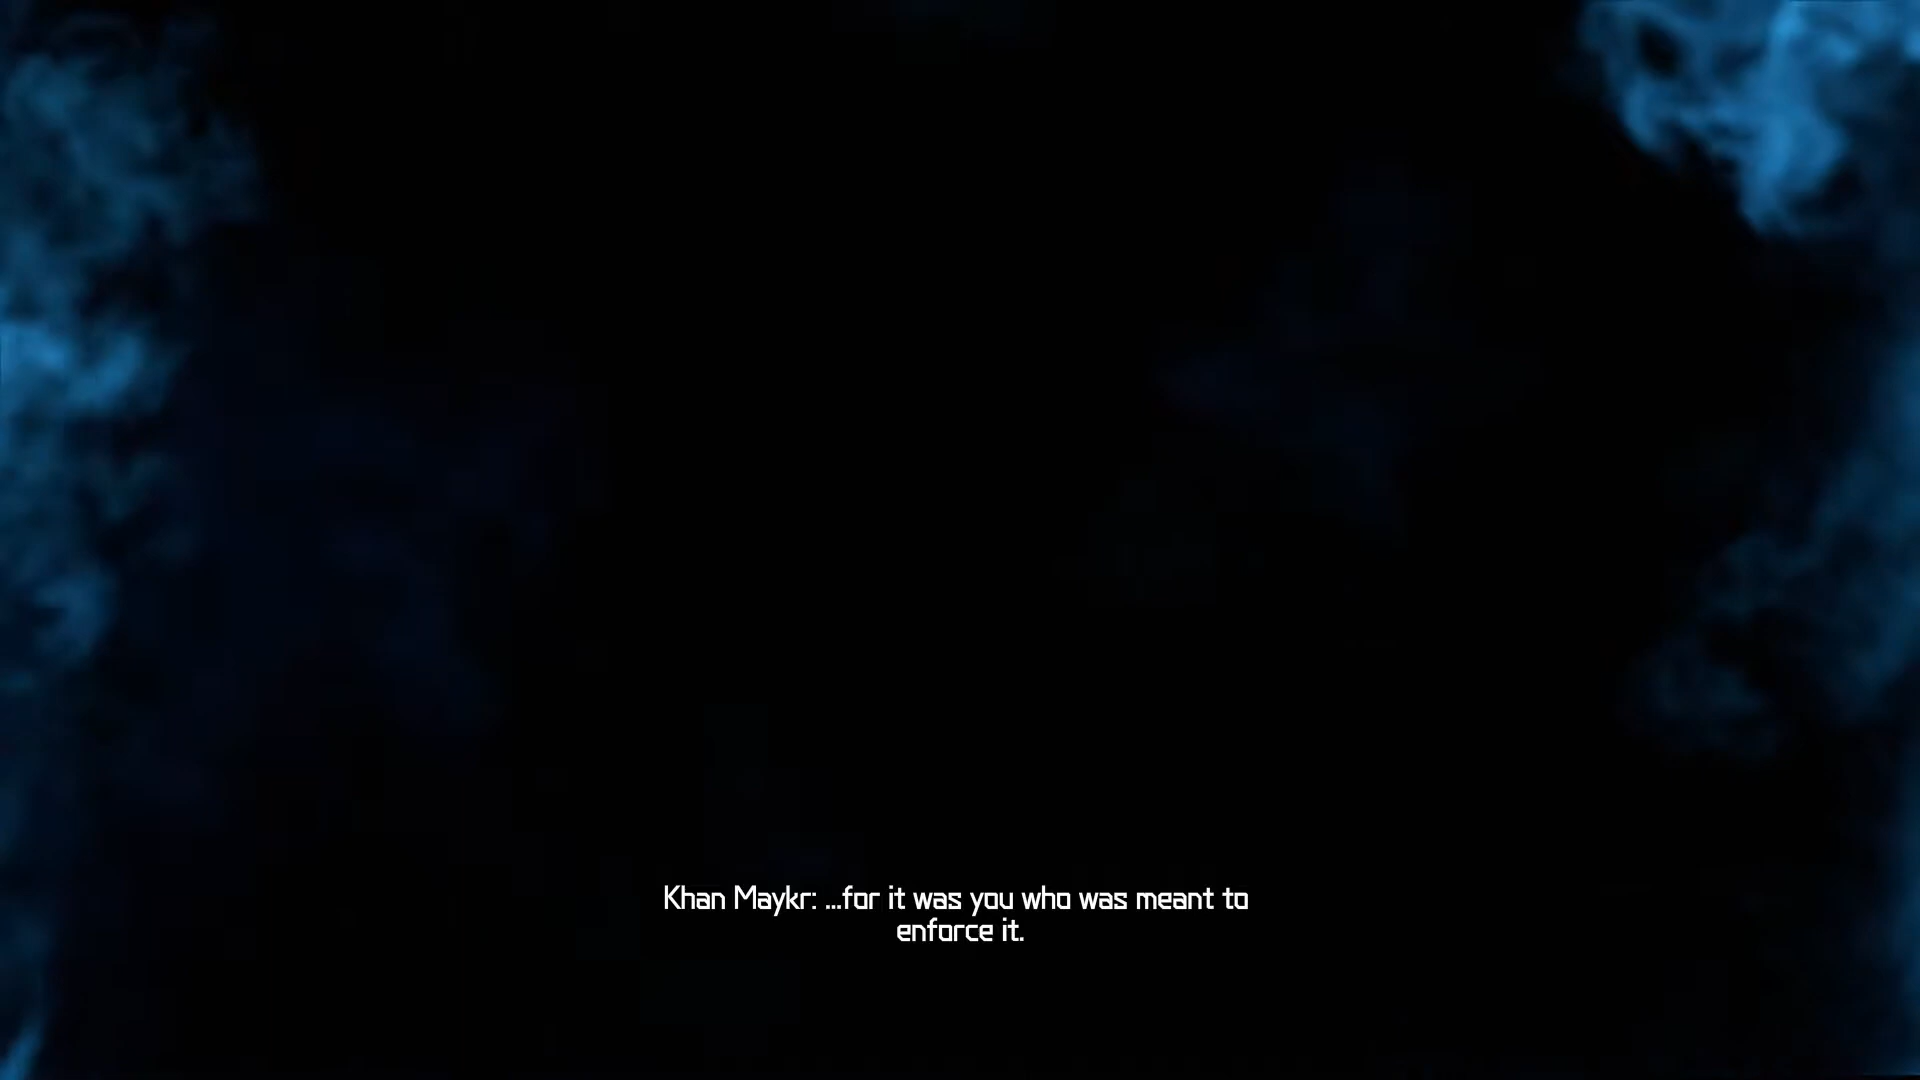 Khan Maykr: ...for it was you who was meant to
enforce it.